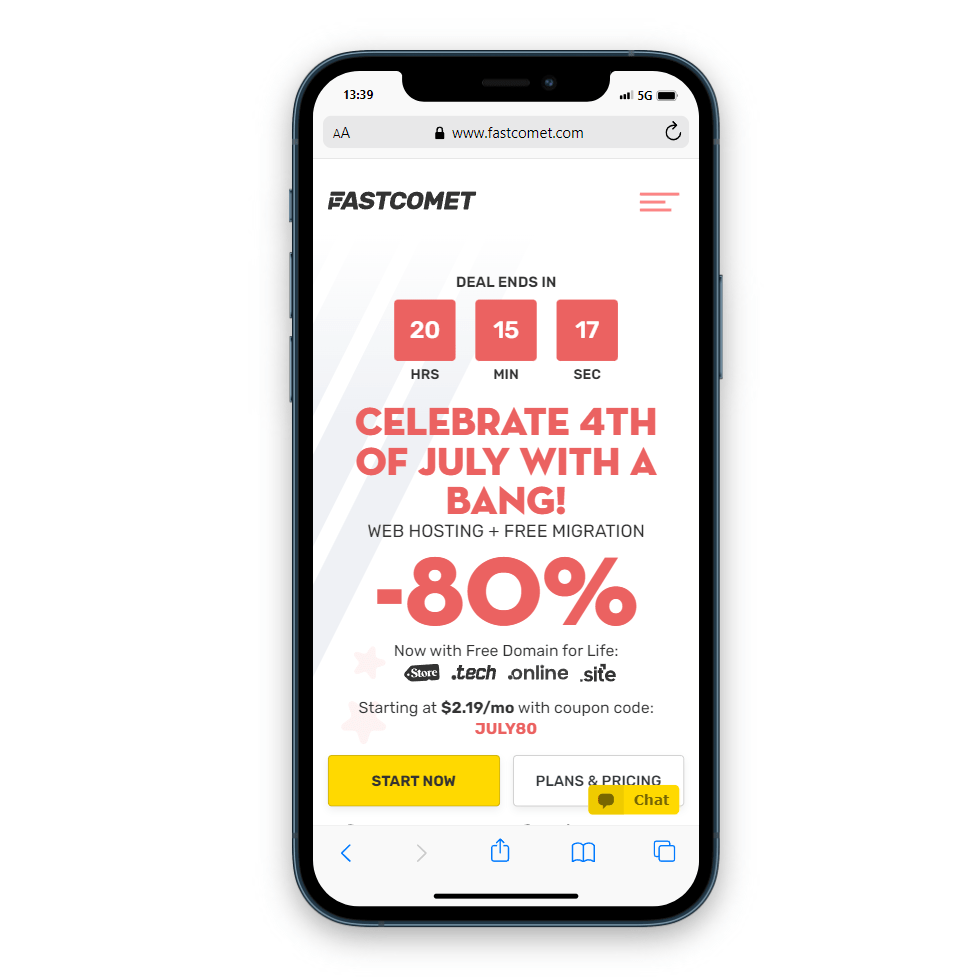 13:39
5G
AA
www.fastcomet.com
FASTCOMET
DEAL ENDS IN
20 15 17
HRS MIN SEC
CELEBRATE 4TH
OF JULY WITH A
BANG!
WEB HOSTING + FREE MIGRATION
-80%
Now with Free Domain for Life:
.Store .tech .online .site
Starting at $2.19/mo with coupon code:
JULY80
START NOW PLANS & PRICING
Chat